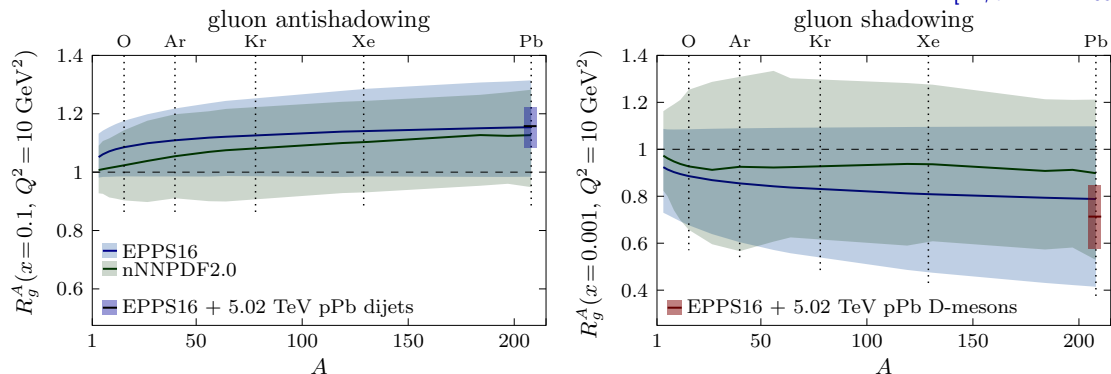 gluon antishadowing
O Ar Kr Xe Pb
R_g^A(x=0.1, Q^2=10 GeV^2)
1.4
1.2
1
0.8
0.6
EPPS16
nNNPDF2.0
EPPS16 + 5.02 TeV pPb dijets
1 50 100 150 200
A
gluon shadowing
O Ar Kr Xe Pb
R_g^A(x=0.001, Q^2=10 GeV^2)
1.4
1.2
1
0.8
0.6
0.4
EPPS16 + 5.02 TeV pPb D-mesons
1 50 100 150 200
A